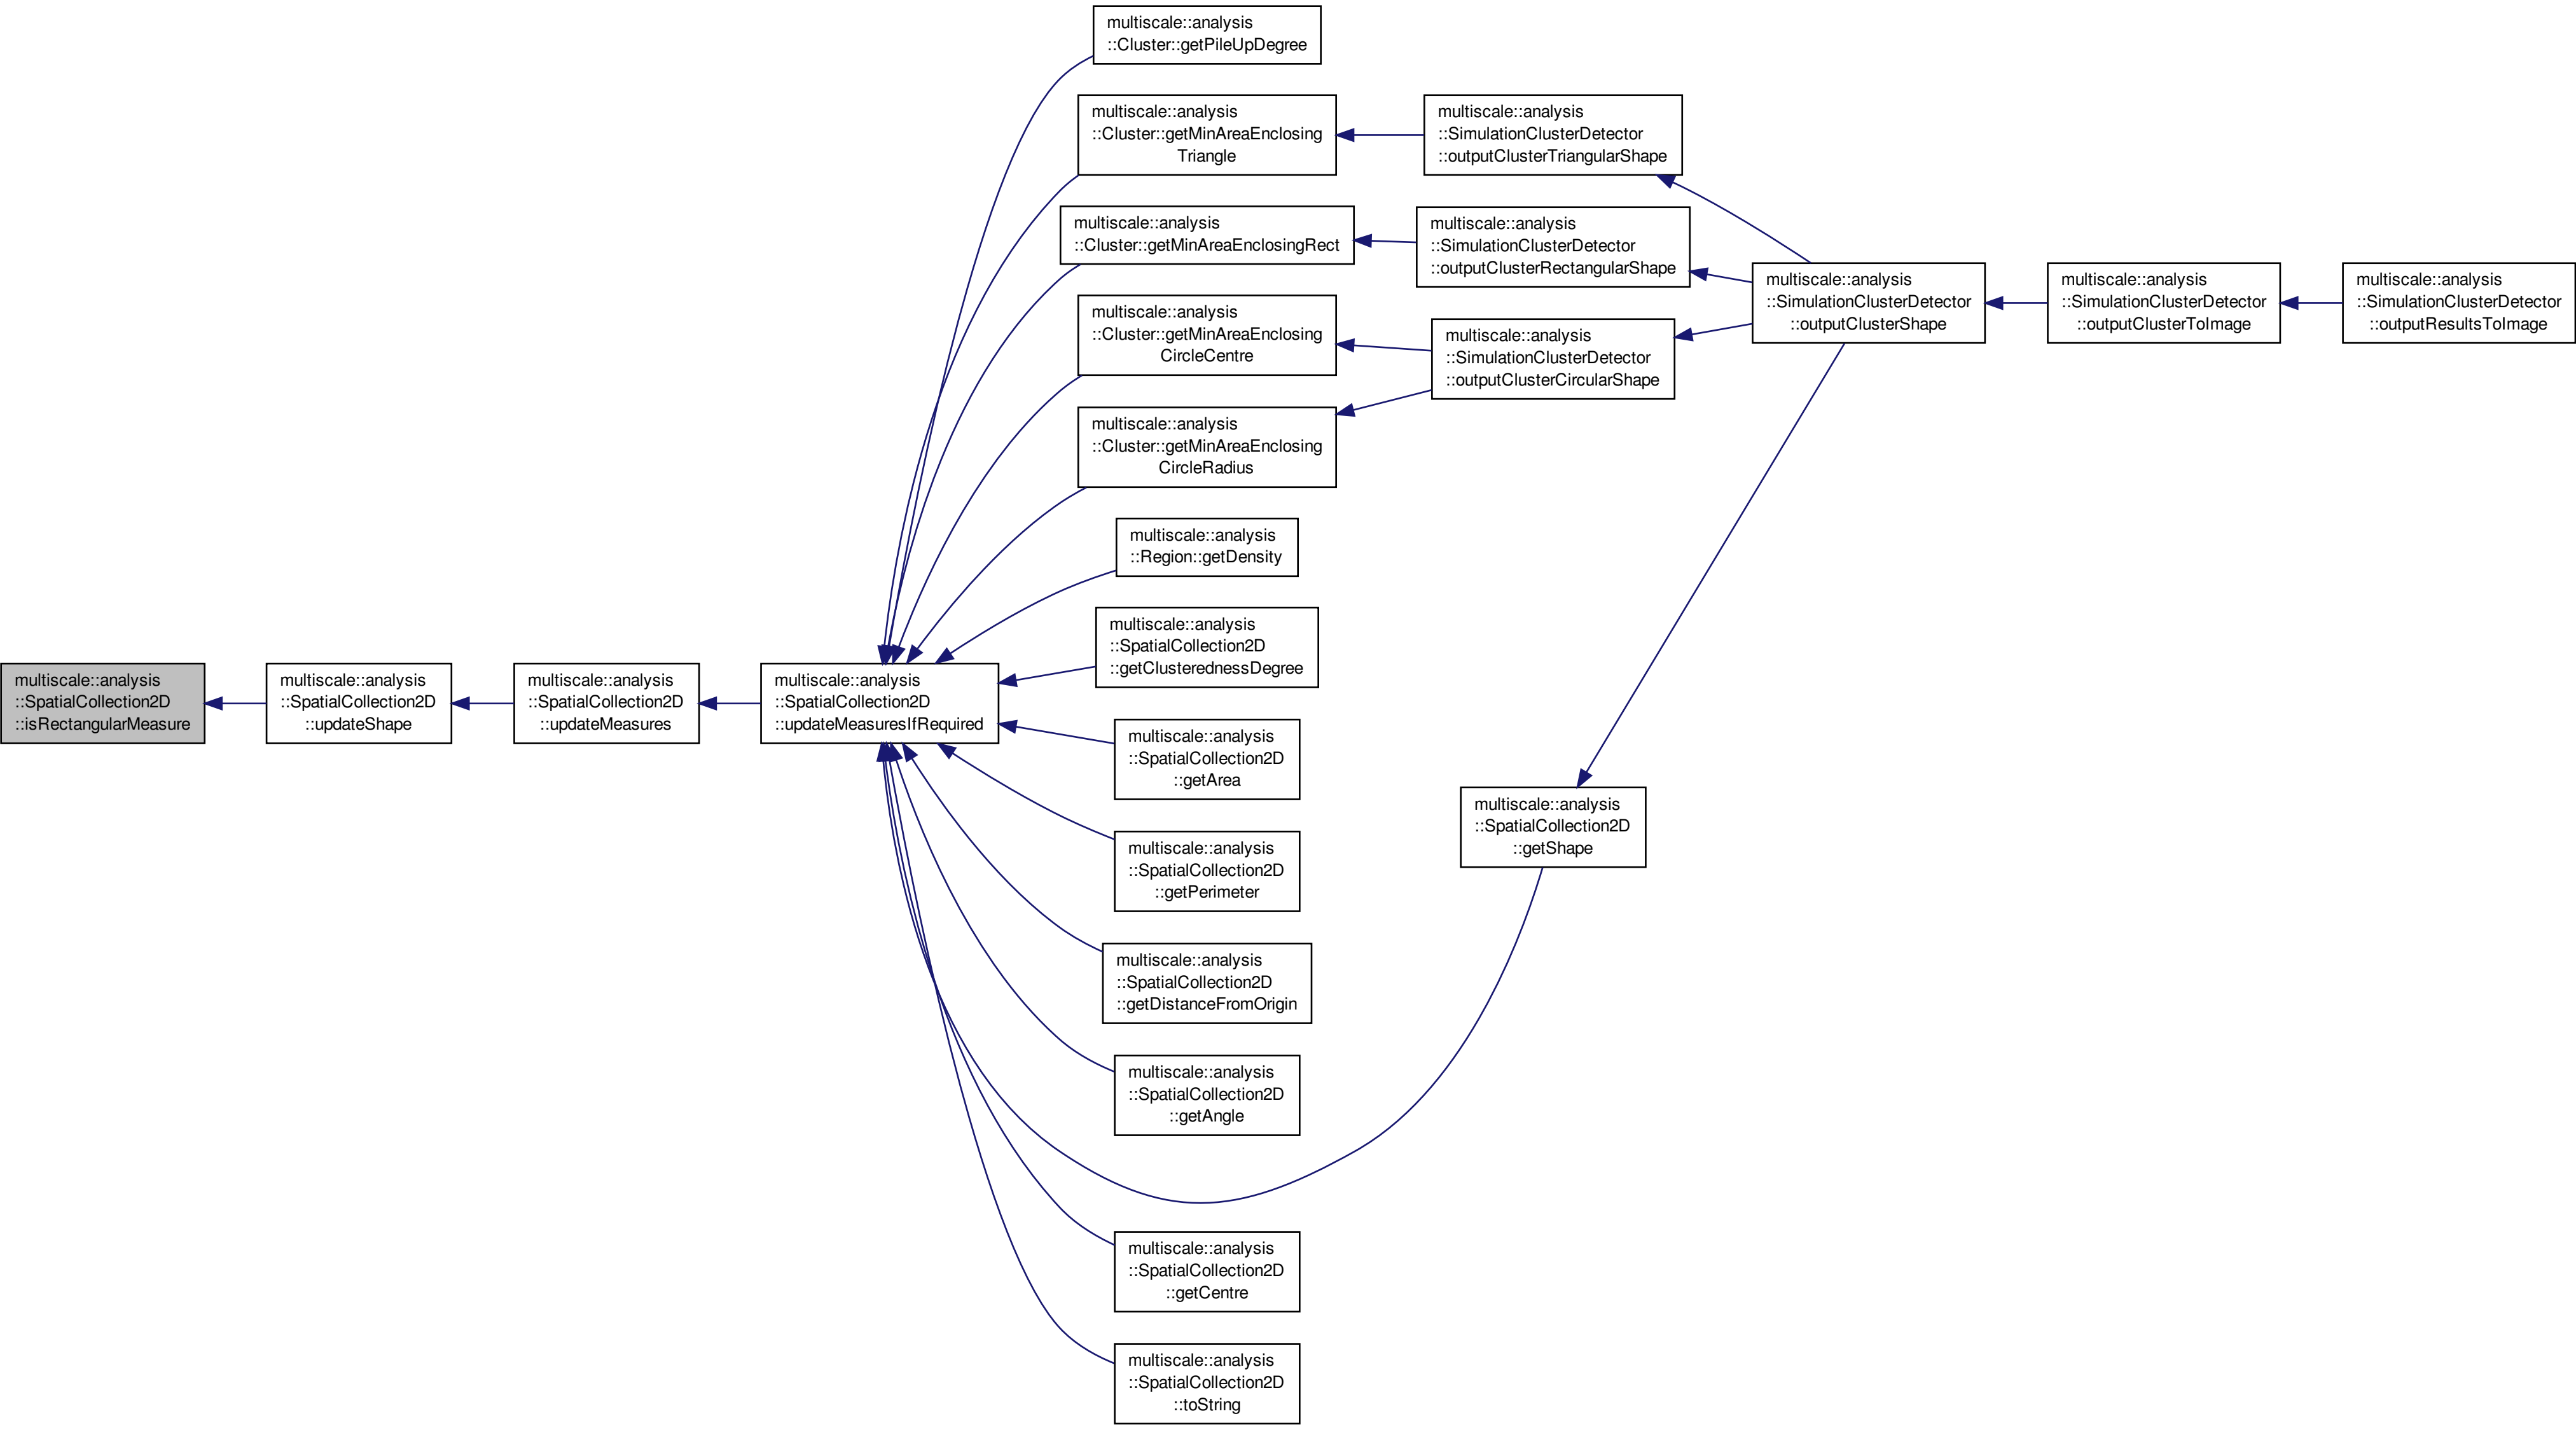 multiscale::analysis
::Cluster::getPileUpDegree
multiscale::analysis
::Cluster::getMinAreaEnclosing
Triangle
multiscale::analysis
::SimulationClusterDetector
::outputClusterTriangularShape
multiscale::analysis
::Cluster::getMinAreaEnclosingRect
multiscale::analysis
::SimulationClusterDetector
::outputClusterRectangularShape
multiscale::analysis
::Cluster::getMinAreaEnclosing
CircleCentre
multiscale::analysis
::SimulationClusterDetector
::outputClusterCircularShape
multiscale::analysis
::SimulationClusterDetector
::outputClusterShape
multiscale::analysis
::SimulationClusterDetector
::outputClusterToImage
multiscale::analysis
::SimulationClusterDetector
::outputResultsToImage
multiscale::analysis
::Cluster::getMinAreaEnclosing
CircleRadius
multiscale::analysis
::Region::getDensity
multiscale::analysis
::SpatialCollection2D
::getClusterednessDegree
multiscale::analysis
::SpatialCollection2D
::isRectangularMeasure
multiscale::analysis
::SpatialCollection2D
::updateShape
multiscale::analysis
::SpatialCollection2D
::updateMeasures
multiscale::analysis
::SpatialCollection2D
::updateMeasuresIfRequired
multiscale::analysis
::SpatialCollection2D
::getArea
multiscale::analysis
::SpatialCollection2D
::getShape
multiscale::analysis
::SpatialCollection2D
::getPerimeter
multiscale::analysis
::SpatialCollection2D
::getDistanceFromOrigin
multiscale::analysis
::SpatialCollection2D
::getAngle
multiscale::analysis
::SpatialCollection2D
::getCentre
multiscale::analysis
::SpatialCollection2D
::toString